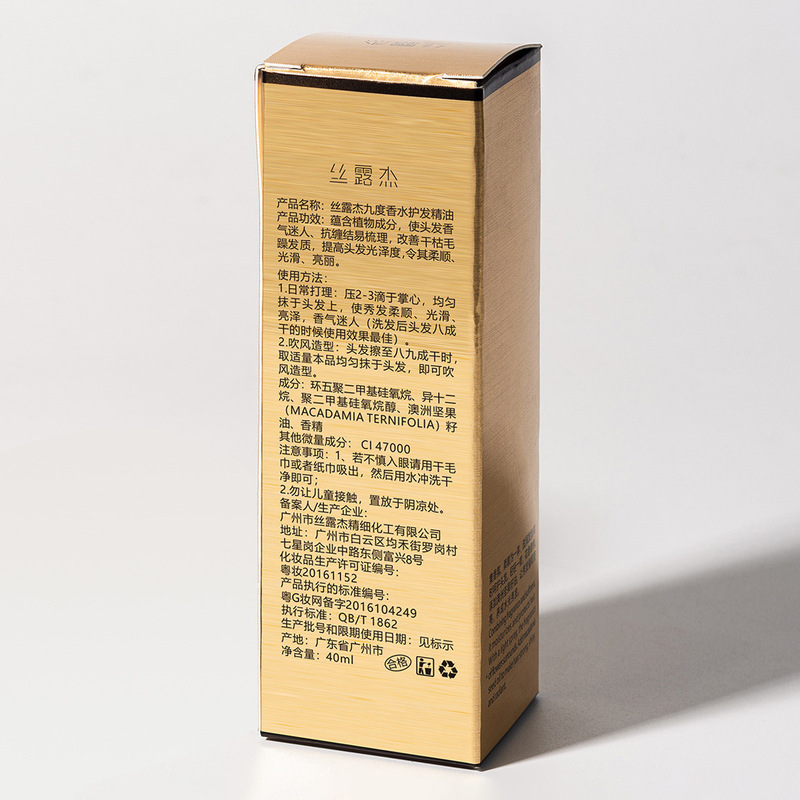 丝露杰
产品名称：丝露杰九度香水护发精油
产品功效：蕴含植物成分，使头发香
气迷人、抗缠结易梳理，改善干枯毛
躁发质，提高头发光泽度,令其柔顺、
光滑、亮丽。
使用方法：
1.日常打理：压2-3滴于掌心，均匀
抹于头发上，使秀发柔顺、光滑、
亮泽，香气迷人（洗发后头发八成
干的时候使用效果最佳）。
2.吹风造型：头发擦至八九成干时，
取适量本品均匀抹于头发，即可吹
风造型。
成分：环五聚二甲基硅氧烷、异十二
烷、聚二甲基硅氧烷醇、澳洲坚果
（MACADAMIA TERNIFOLIA）籽
油、香精
其他微量成分： CI 47000
注意事项：1、若不慎入眼请用干毛
巾或者纸巾吸出，然后用水冲洗干
净即可；
2.勿让儿童接触，置放于阴凉处。
备案人/生产企业：
广州市丝露杰精细化工有限公司
地址：广州市白云区均禾街罗岗村
七星岗企业中路东侧富兴8号
化妆品生产许可证编号：
粤妆20161152
产品执行的标准编号：
粤G妆网备字2016104249
执行标准：QB/T 1862
生产批号和限期使用日期：见标示
产地：广东省广州市
净含量：40ml
合格